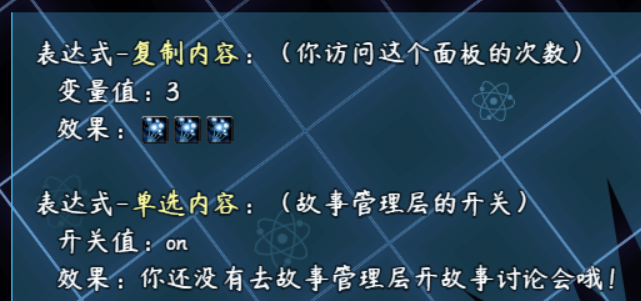 表达式-复制内容：（你访问这个面板的次数）
变量值：3
效果：
表达式-单选内容：（故事管理层的开关）
开关值：on
效果：你还没有去故事管理层开故事讨论会哦！